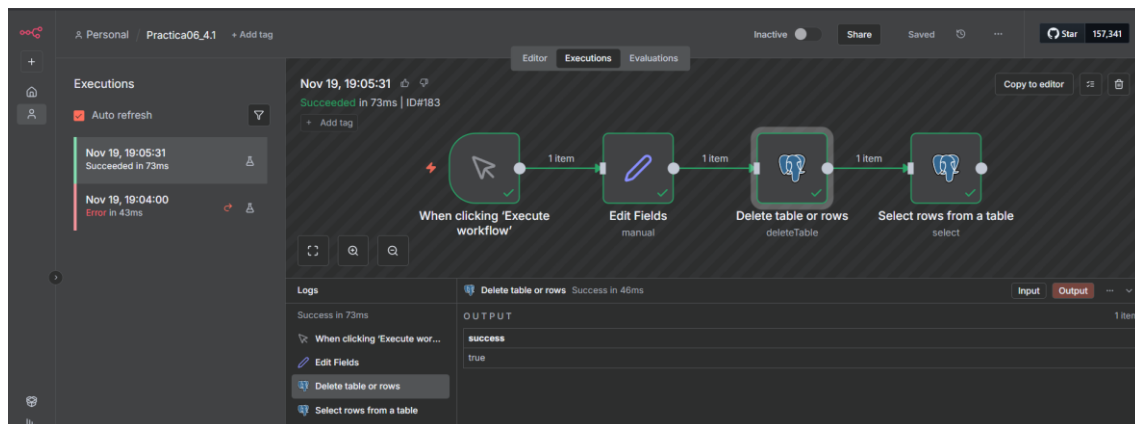 Personal / Practica06_4.1 + Add tag
Inactive Share Saved ... Star 157,341
Editor Executions Evaluations
Executions
Auto refresh
Nov 19, 19:05:31
Succeeded in 73ms
Nov 19, 19:04:00
Error in 43ms
Nov 19, 19:05:31
Succeeded in 73ms | ID#183
+ Add tag
Copy to editor
1 item
1 item
1 item
When clicking ‘Execute
workflow’
Edit Fields
manual
Delete table or rows
deleteTable
Select rows from a table
select
Logs
Success in 73ms
When clicking ‘Execute wor...
Edit Fields
Delete table or rows
Select rows from a table
Delete table or rows Success in 46ms
Input Output ...
OUTPUT
1 item
success
true